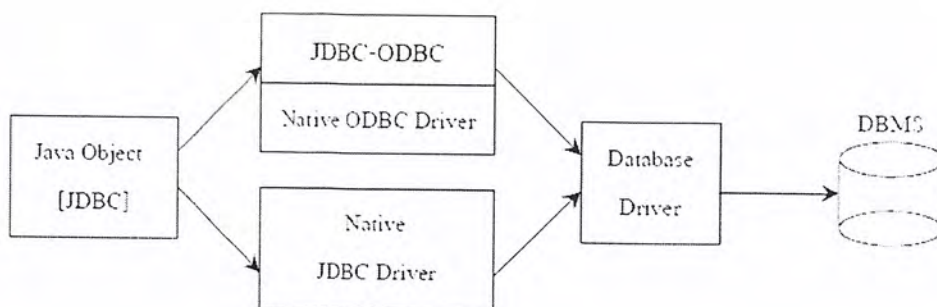 JDBC-ODBC
Native ODBC Driver
Java Object
[JDBC]
Native
JDBC Driver
Database
Driver
DBMS